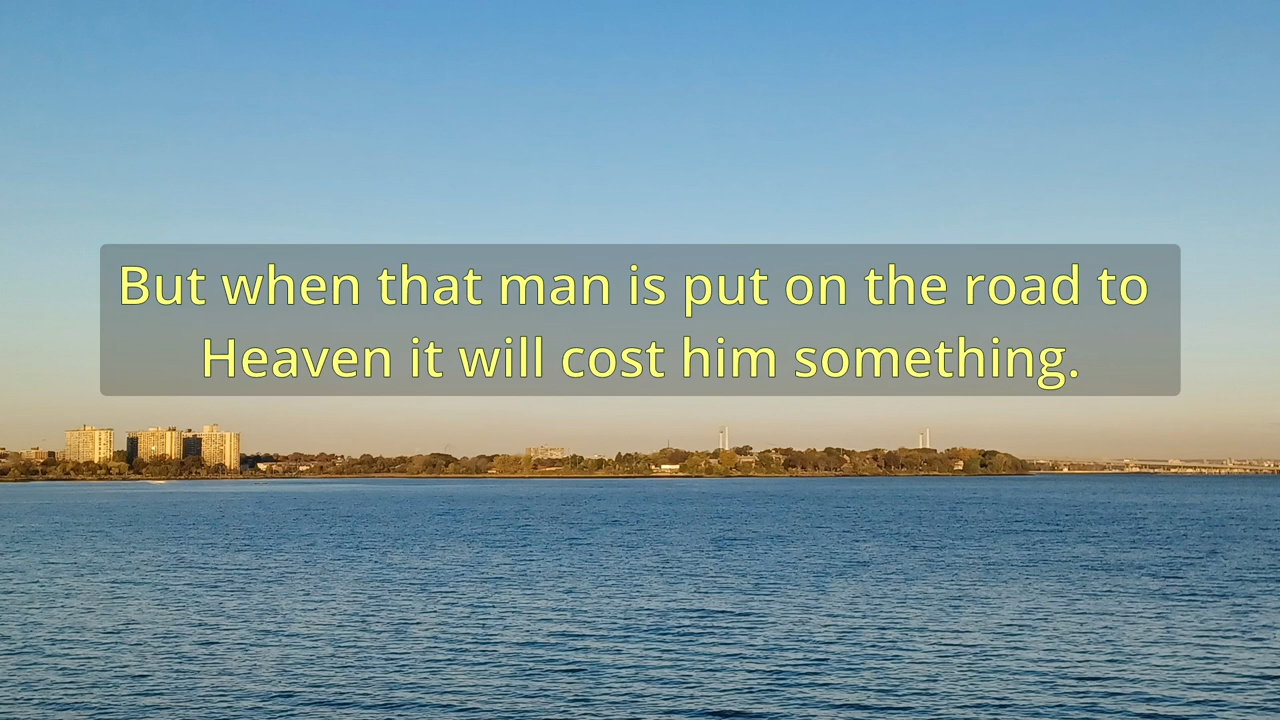 But when that man is put on the road to
Heaven it will cost him something.